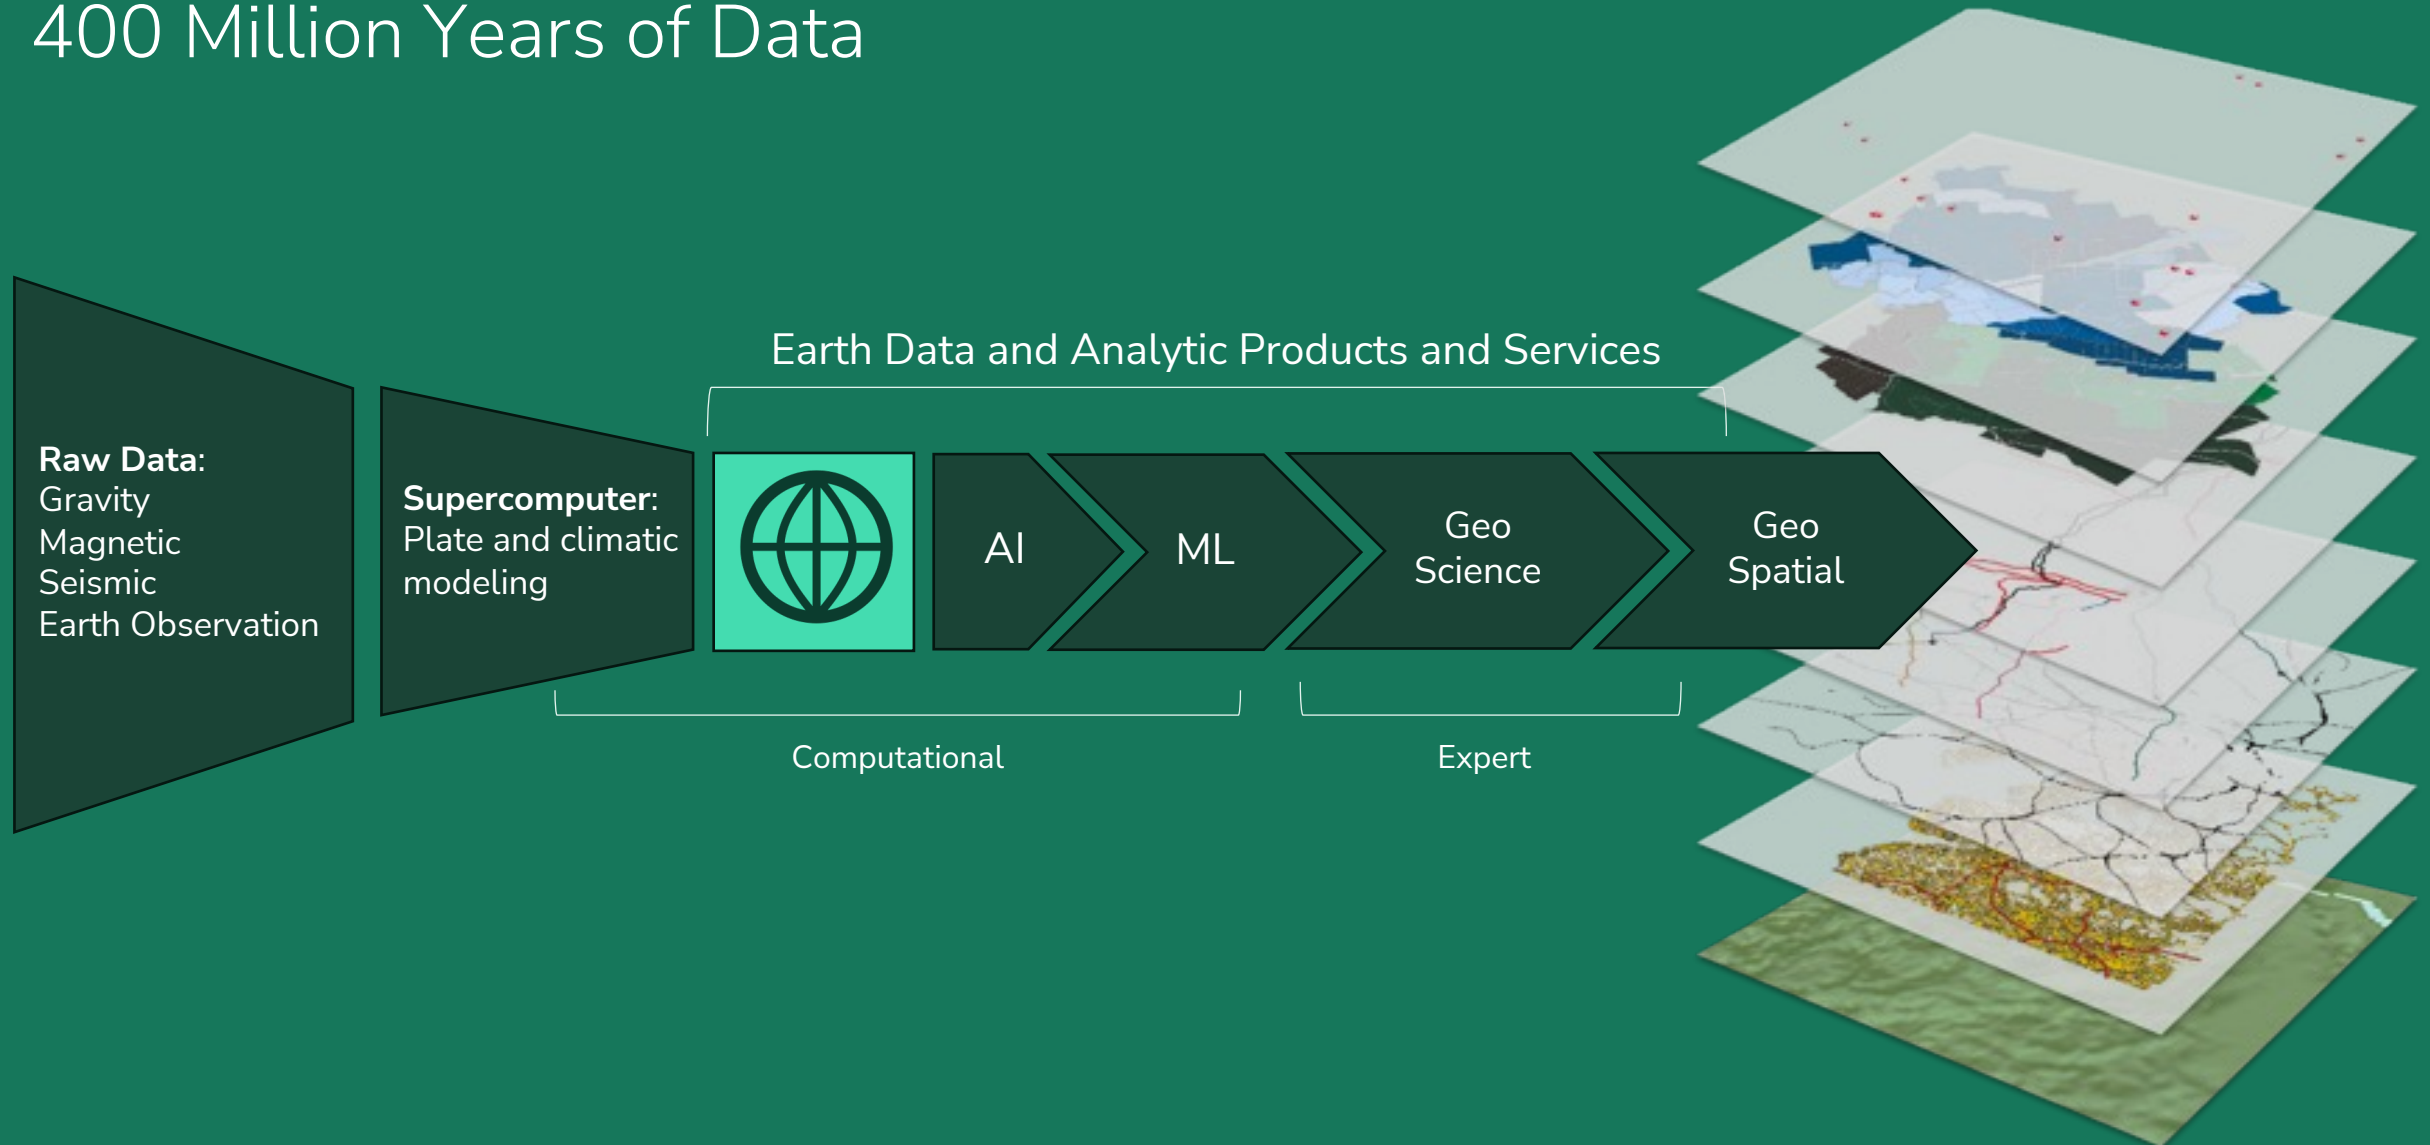 400 Million Years of Data
Earth Data and Analytic Products and Services
Raw Data:
Gravity
Magnetic
Seismic
Earth Observation
Supercomputer:
Plate and climatic
modeling
AI
ML
Geo
Science
Geo
Spatial
Computational
Expert